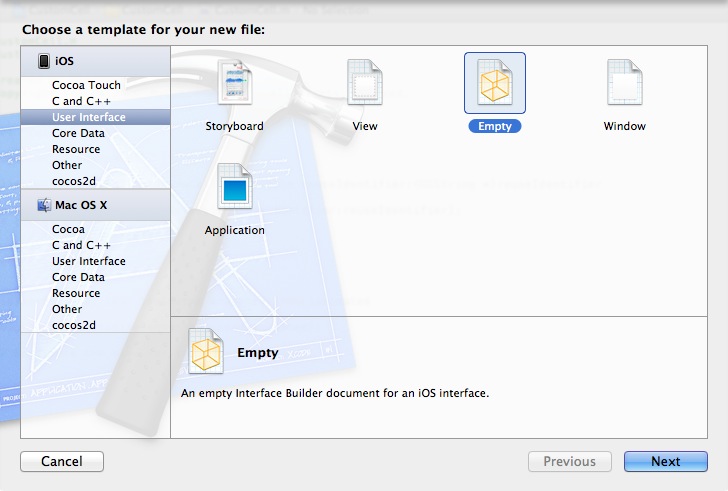 Choose a template for your new file:
iOS
Cocoa Touch
C and C++
User Interface
Core Data
Resource
Other
cocos2d
Mac OS X
Cocoa
C and C++
User Interface
Core Data
Resource
Other
cocos2d
Storyboard
View
Empty
Window
Application
Empty
An empty Interface Builder document for an iOS interface.
Cancel
Previous
Next